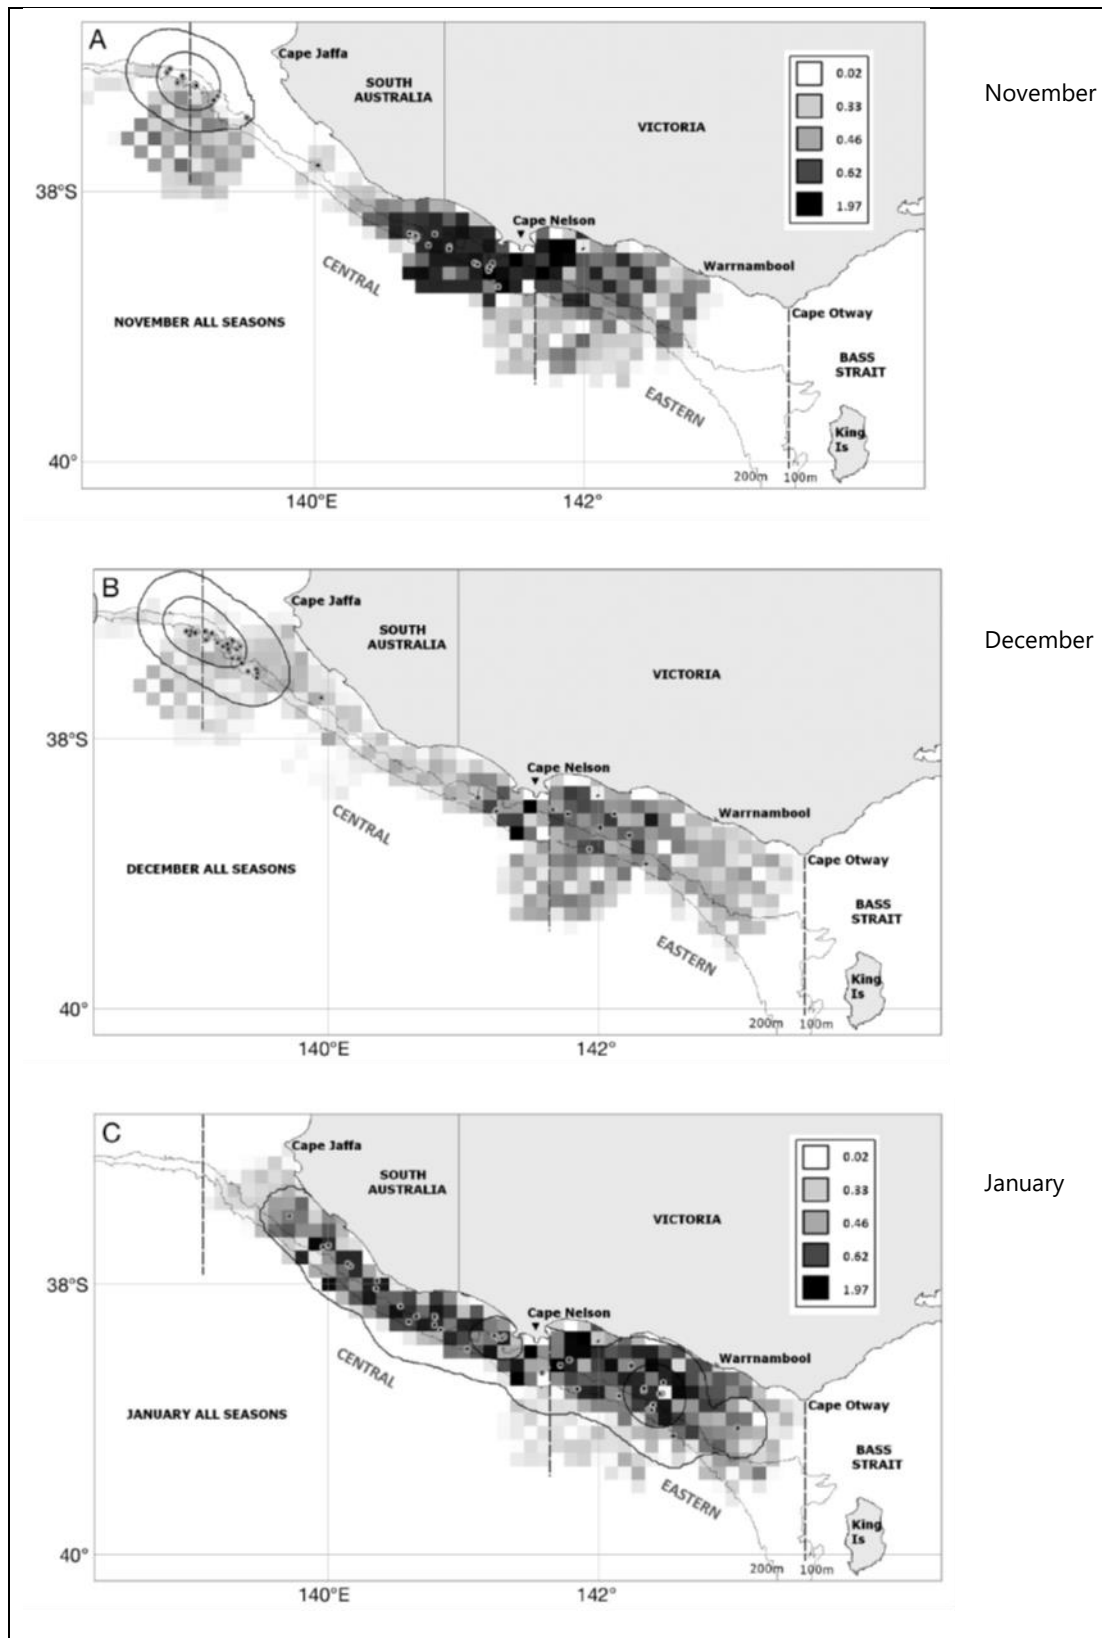 A
Cape Jaffa
SOUTH
AUSTRALIA
VICTORIA
0.02
0.33
0.46
0.62
1.97
November
38°S
Cape Nelson
Warrnambool
CENTRAL
NOVEMBER ALL SEASONS
Cape Otway
BASS
STRAIT
EASTERN
King
Is
40°
200m 100m
140°E 142°
B
Cape Jaffa
SOUTH
AUSTRALIA
VICTORIA
December
38°S
Cape Nelson
Warrnambool
CENTRAL
DECEMBER ALL SEASONS
Cape Otway
BASS
STRAIT
EASTERN
King
Is
40°
200m 100m
140°E 142°
C
Cape Jaffa
SOUTH
AUSTRALIA
VICTORIA
0.02
0.33
0.46
0.62
1.97
January
38°S
Cape Nelson
Warrnambool
CENTRAL
JANUARY ALL SEASONS
Cape Otway
BASS
STRAIT
EASTERN
King
Is
40°
200m 100m
140°E 142°